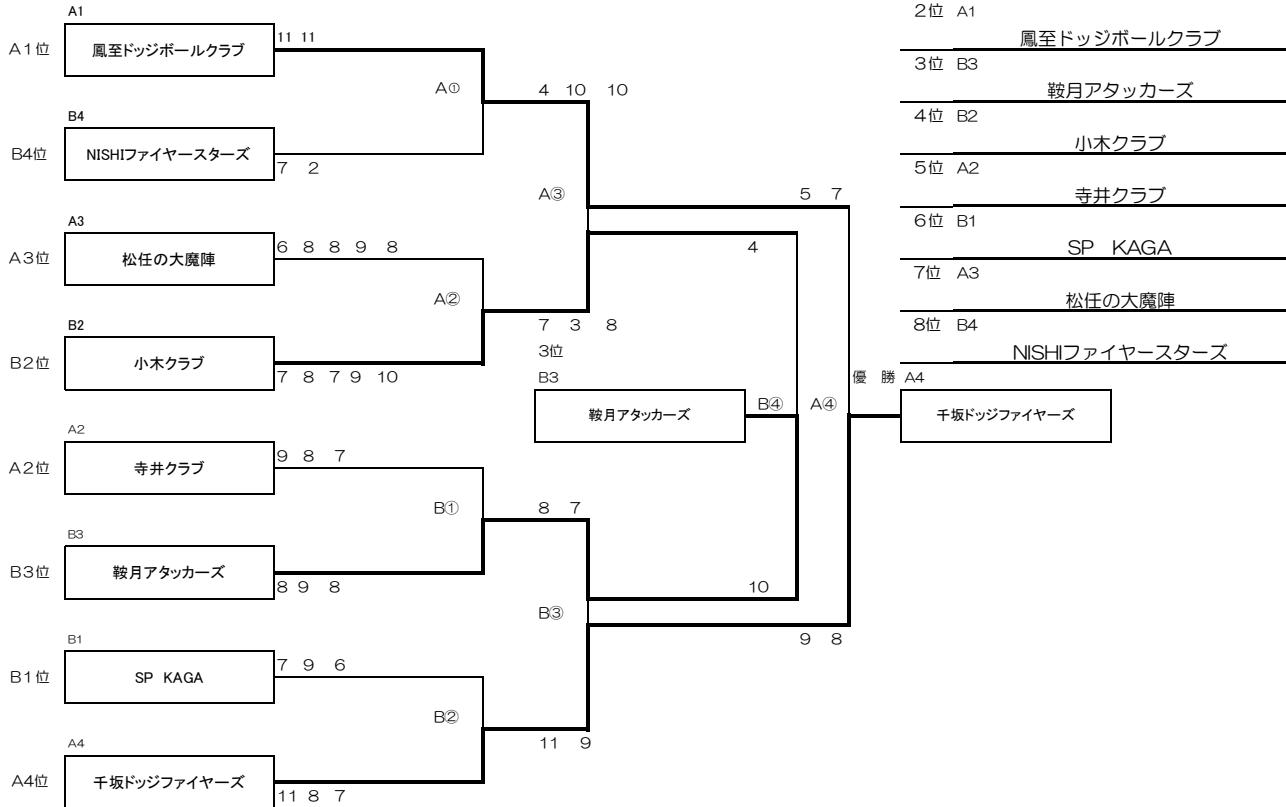 A1
A1位 鳳至ドッジボールクラブ 11 11
A①
B4
B4位 NISHIファイヤースターズ 7 2
4 10 10
A③
A3
A3位 松任の大魔陣 6 8 8 9 8
A②
B2
B2位 小木クラブ 7 8 7 9 10
7 3 8
5 7
4
3位
B3
鞍月アタッカーズ B④ A④
優 勝 A4
千坂ドッジファイヤーズ
A2
A2位 寺井クラブ 9 8 7
B①
B3
B3位 鞍月アタッカーズ 8 9 8
8 7
10
B③
9 8
B1
B1位 SP KAGA 7 9 6
B②
11 9
A4
A4位 千坂ドッジファイヤーズ 11 8 7
2位 A1
鳳至ドッジボールクラブ
3位 B3
鞍月アタッカーズ
4位 B2
小木クラブ
5位 A2
寺井クラブ
6位 B1
SP KAGA
7位 A3
松任の大魔陣
8位 B4
NISHIファイヤースターズ